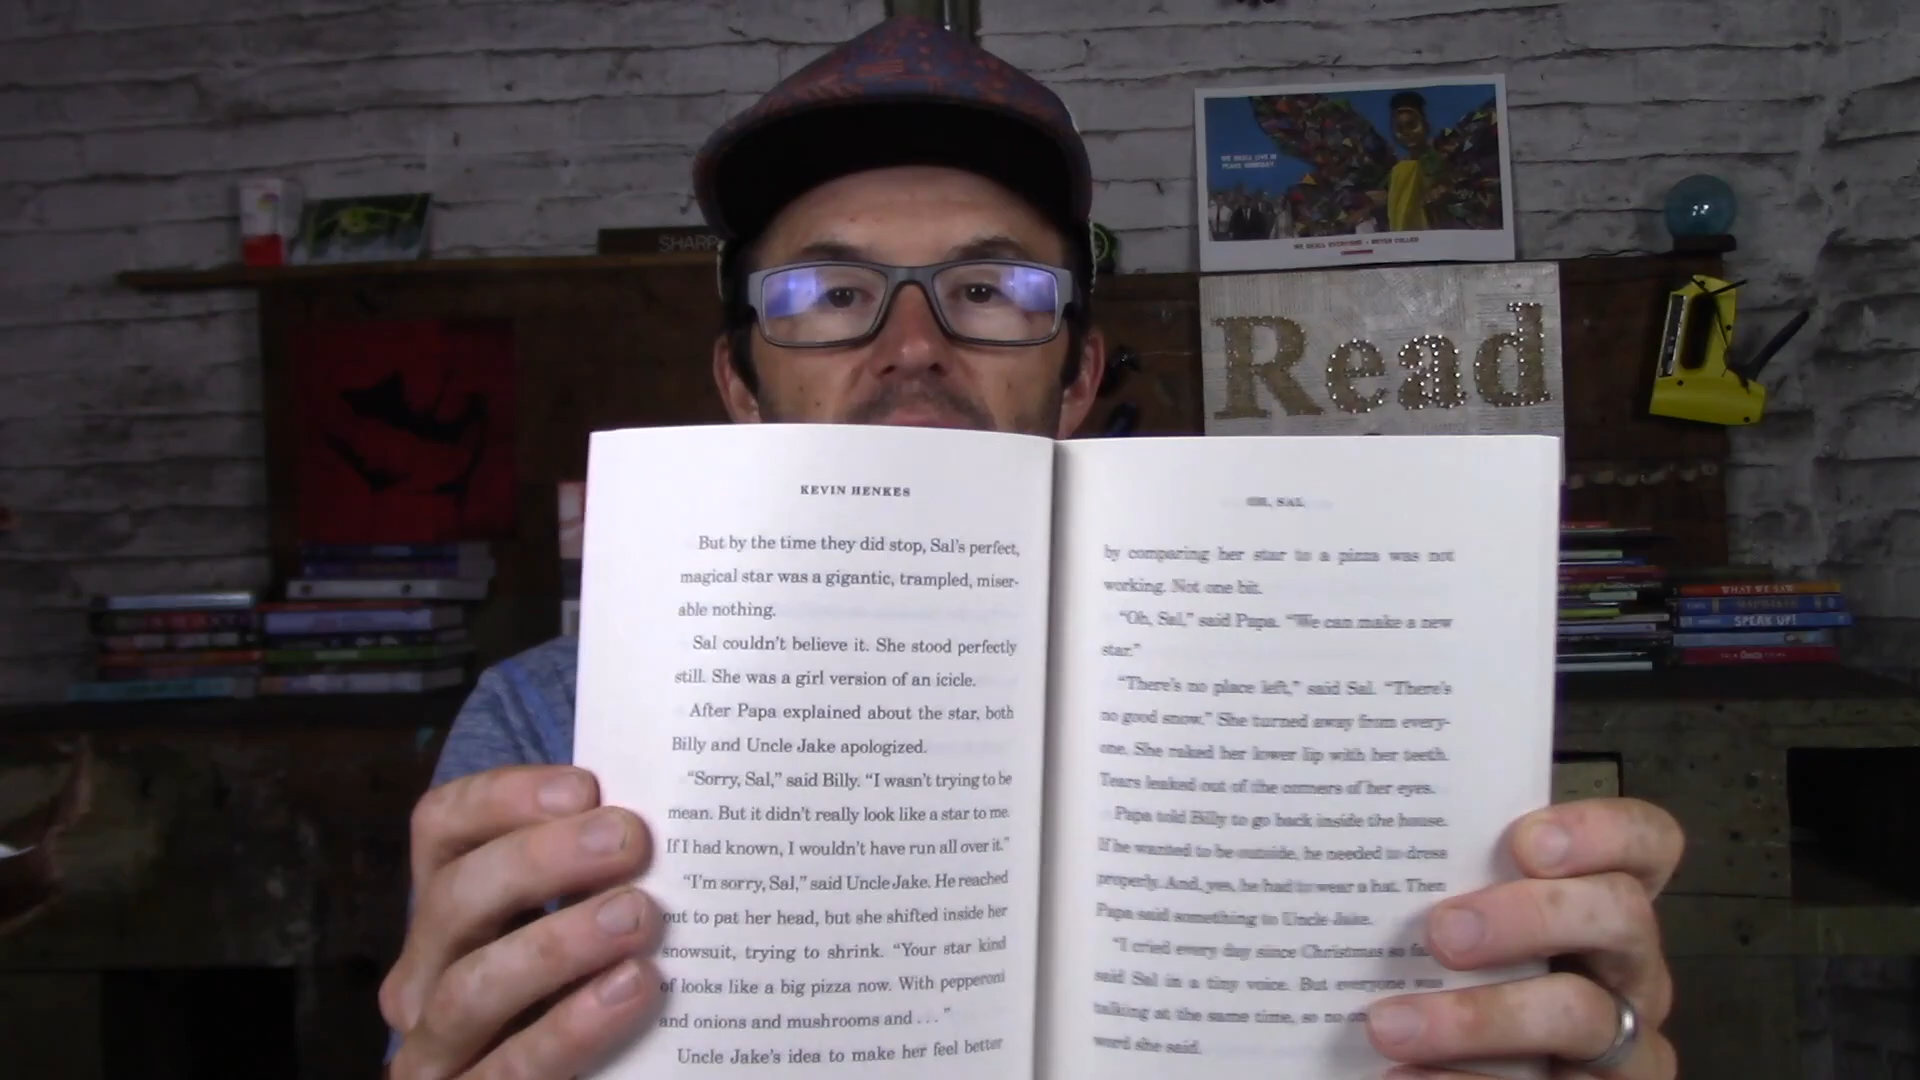 SHARP
WE SHALL LIVE IN
PEACE SOMEDAY
Read
WHAT WE SAW
SPEAK UP!
KEVIN HENKES
But by the time they did stop, Sal's perfect,
magical star was a gigantic, trampled, miser-
able nothing.
Sal couldn't believe it. She stood perfectly
still. She was a girl version of an icicle.
After Papa explained about the star, both
Billy and Uncle Jake apologized.
“Sorry, Sal,” said Billy. “I wasn't trying to be
mean. But it didn't really look like a star to me.
If I had known, I wouldn't have run all over it.”
“I'm sorry, Sal,” said Uncle Jake. He reached
out to pat her head, but she shifted inside her
snowsuit, trying to shrink. “Your star kind
of looks like a big pizza now. With pepperoni
and onions and mushrooms and . . . ”
Uncle Jake's idea to make her feel better
OH, SAL
by comparing her star to a pizza was not
working. Not one bit.
“Oh, Sal,” said Papa. “We can make a new
star.”
“There's no place left,” said Sal. “There's
no good snow.” She turned away from every-
one. She raked her lower lip with her teeth.
Tears leaked out of the corners of her eyes.
Papa told Billy to go back inside the house.
If he wanted to be outside, he needed to dress
properly. And, yes, he had to wear a hat. Then
Papa said something to Uncle Jake.
“I cried every day since Christmas so
said Sal in a tiny voice. But everyone was
talking at the same time, so
word she said.